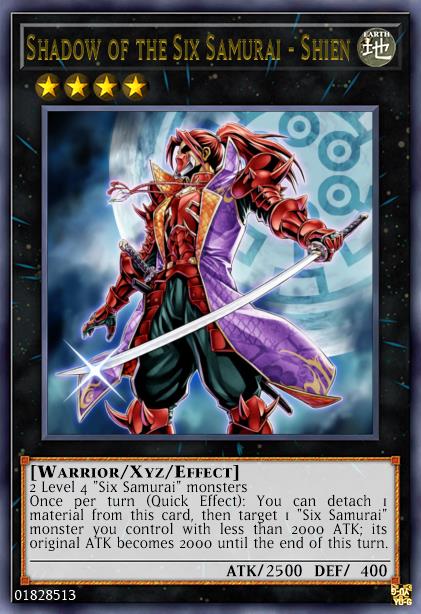 Shadow of the Six Samurai - Shien
EARTH
地
[Warrior/Xyz/Effect]
2 Level 4 "Six Samurai" monsters
Once per turn (Quick Effect): You can detach 1
material from this card, then target 1 "Six Samurai"
monster you control with less than 2000 ATK; its
original ATK becomes 2000 until the end of this turn.
ATK/2500 DEF/ 400
01828513